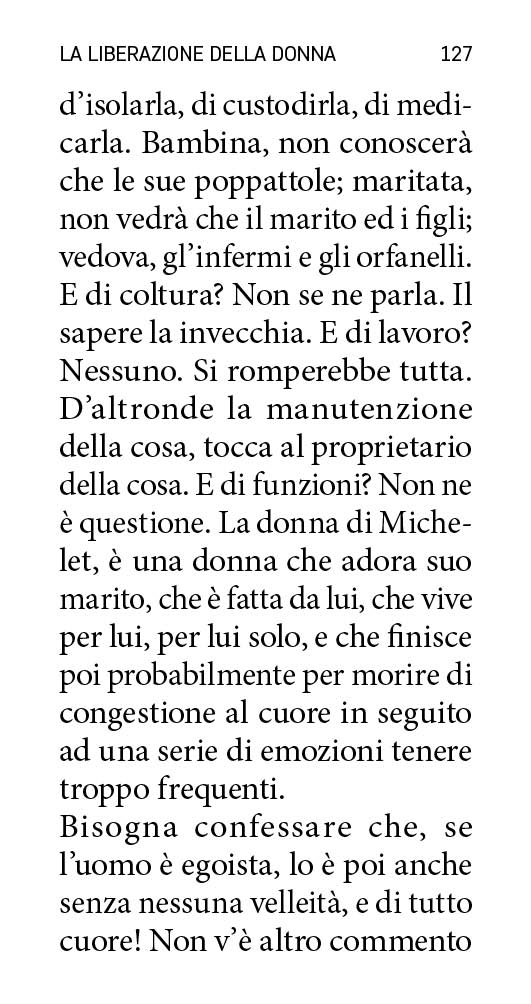 LA LIBERAZIONE DELLA DONNA 127
d’isolarla, di custodirla, di medi-
carla. Bambina, non conoscerà
che le sue poppattole; maritata,
non vedrà che il marito ed i figli;
vedova, gl’infermi e gli orfanelli.
E di coltura? Non se ne parla. Il
sapere la invecchia. E di lavoro?
Nessuno. Si romperebbe tutta.
D’altronde la manutenzione
della cosa, tocca al proprietario
della cosa. E di funzioni? Non ne
è questione. La donna di Miche-
let, è una donna che adora suo
marito, che è fatta da lui, che vive
per lui, per lui solo, e che finisce
poi probabilmente per morire di
congestione al cuore in seguito
ad una serie di emozioni tenere
troppo frequenti.
Bisogna confessare che, se
l’uomo è egoista, lo è poi anche
senza nessuna velleità, e di tutto
cuore! Non v’è altro commento